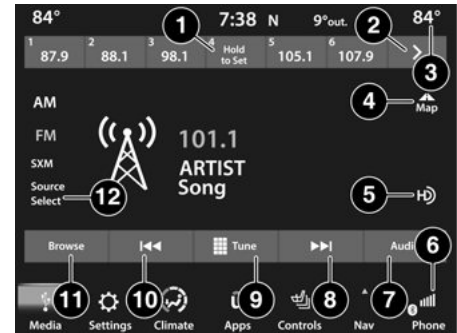 84° 7:38 N 9°out. 84°
1 87.9 2 88.1 3 98.1 4 Hold to Set 5 105.1 6 107.9
1 2 3
AM
FM
SXM
Source Select
12
101.1
ARTIST
Song
4
Map
5
HD
6
Browse Tune
11 10 9 8 7
Media Settings Climate Apps Controls Nav Phone